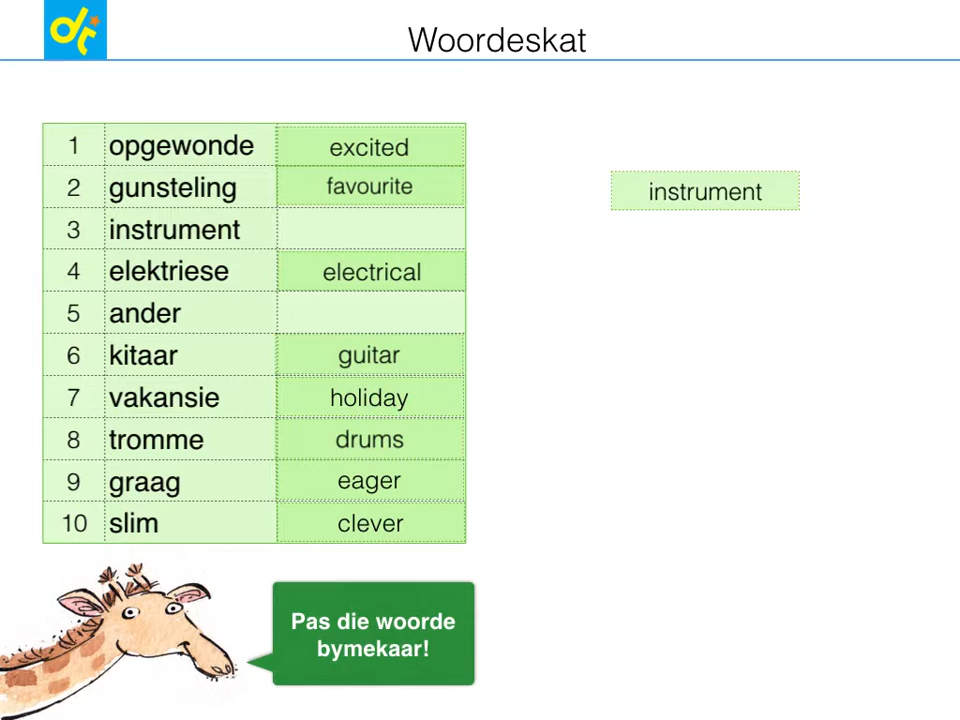 dt
Woordeskat
1 opgewonde excited
2 gunsteling favourite
3 instrument
instrument
4 elektriese electrical
5 ander
6 kitaar guitar
7 vakansie holiday
8 tromme drums
9 graag eager
10 slim clever
Pas die woorde
bymekaar!